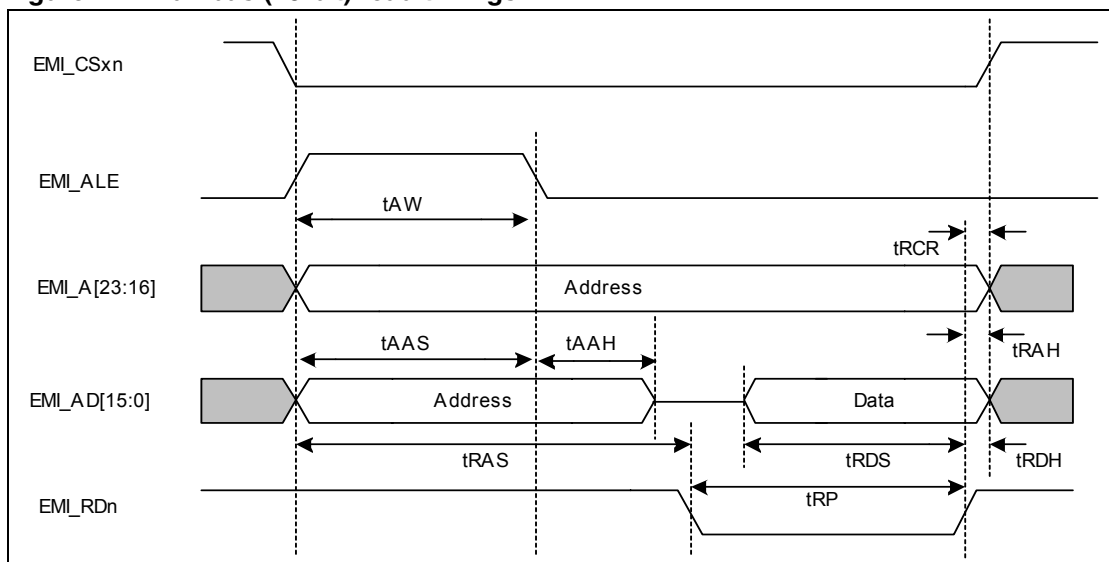 EMI_CSxn
EMI_ALE
tAW
tRCR
EMI_A[23:16]
Address
tAAS
tAAH
tRAH
EMI_AD[15:0]
Address
Data
tRAS
tRDS
tRDH
tRP
EMI_RDn